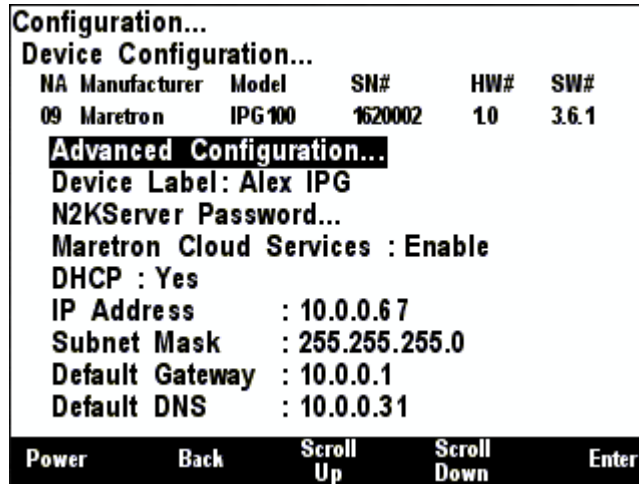 Configuration...
Device Configuration...
NA Manufacturer Model SN# HW# SW#
09 Maretron IPG100 1620002 1.0 3.6.1
Advanced Configuration...
Device Label: Alex IPG
N2KServer Password...
Maretron Cloud Services : Enable
DHCP : Yes
IP Address : 10.0.0.67
Subnet Mask : 255.255.255.0
Default Gateway : 10.0.0.1
Default DNS : 10.0.0.31
Power Back Scroll Up Scroll Down Enter